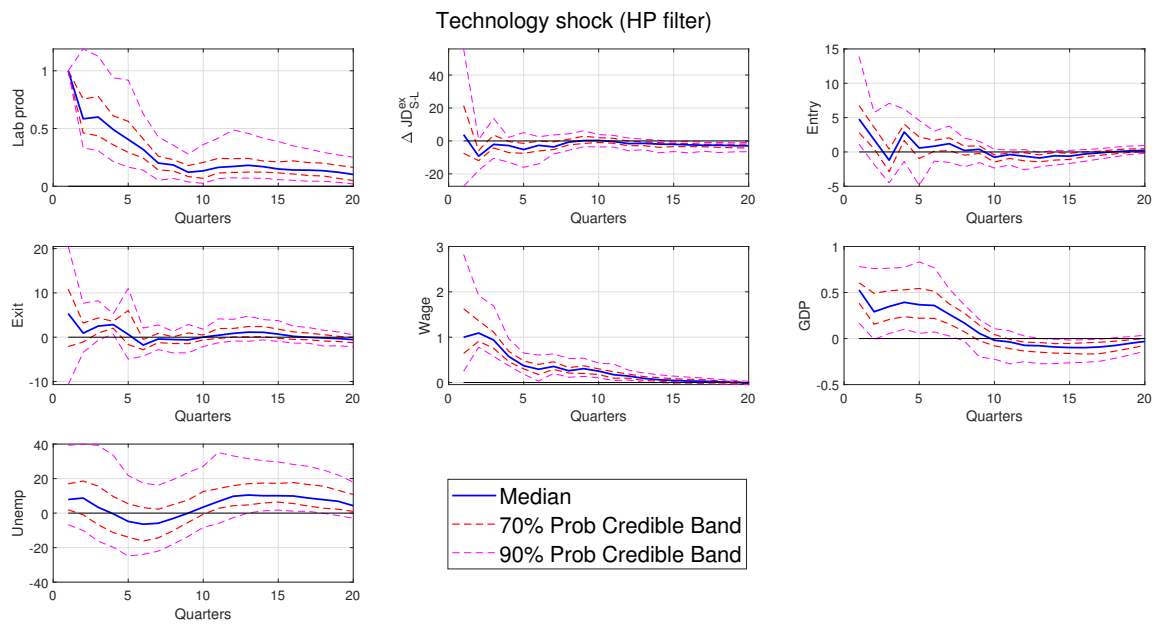 Technology shock (HP filter)
Lab prod
1
0.5
0
0 5 10 15 20
Quarters
Δ JD^{ex}_{S-L}
40
20
0
-20
0 5 10 15 20
Quarters
Entry
15
10
5
0
-5
0 5 10 15 20
Quarters
Exit
20
10
0
-10
0 5 10 15 20
Quarters
Wage
3
2
1
0
0 5 10 15 20
Quarters
GDP
1
0.5
0
-0.5
0 5 10 15 20
Quarters
Unemp
40
20
0
-20
-40
0 5 10 15 20
Quarters
Median
70% Prob Credible Band
90% Prob Credible Band